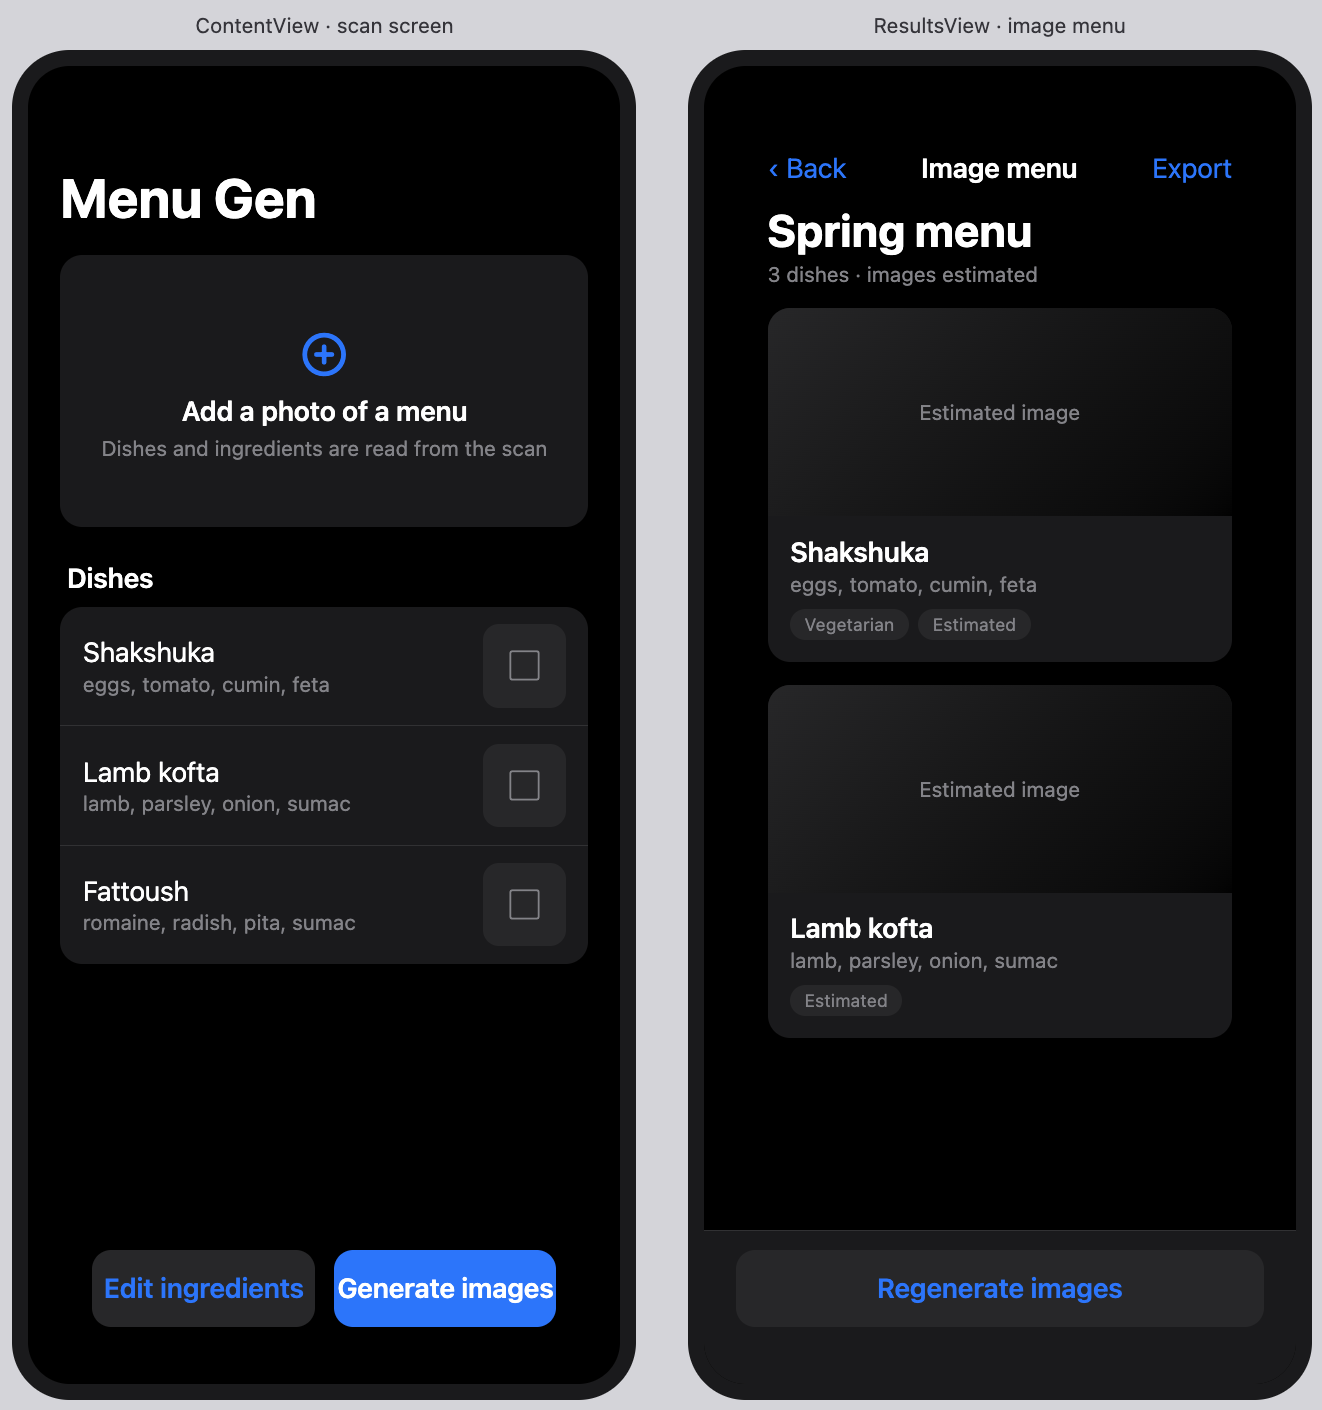 ContentView · scan screen
Menu Gen
Add a photo of a menu
Dishes and ingredients are read from the scan
Dishes
Shakshuka
eggs, tomato, cumin, feta
Lamb kofta
lamb, parsley, onion, sumac
Fattoush
romaine, radish, pita, sumac
Edit ingredients
Generate images
ResultsView · image menu
‹ Back
Image menu
Export
Spring menu
3 dishes · images estimated
Estimated image
Shakshuka
eggs, tomato, cumin, feta
Vegetarian
Estimated
Estimated image
Lamb kofta
lamb, parsley, onion, sumac
Estimated
Regenerate images